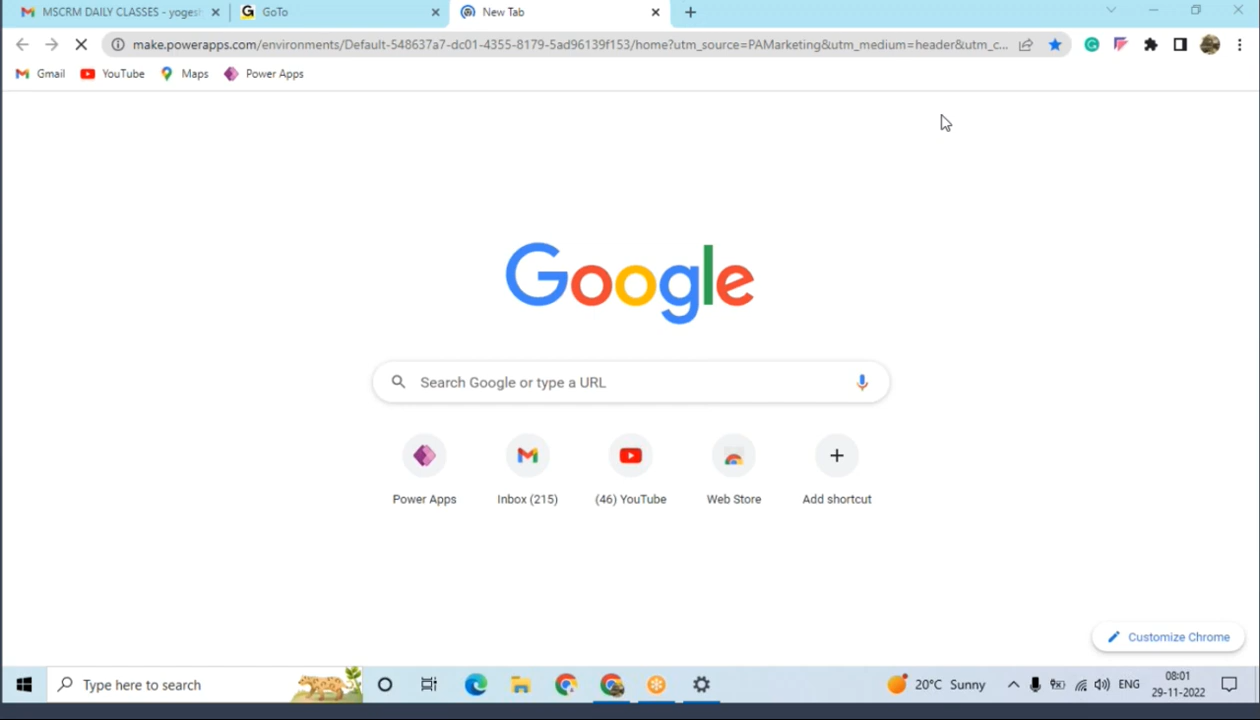 MSCRM DAILY CLASSES - yogesh
GoTo
New Tab
make.powerapps.com/environments/Default-548637a7-dc01-4355-8179-5ad96139f153/home?utm_source=PAMarketing&utm_medium=header&utm_c...
Gmail
YouTube
Maps
Power Apps
Google
Search Google or type a URL
Power Apps
Inbox (215)
(46) YouTube
Web Store
Add shortcut
Customize Chrome
Type here to search
20°C Sunny
ENG
08:01
29-11-2022